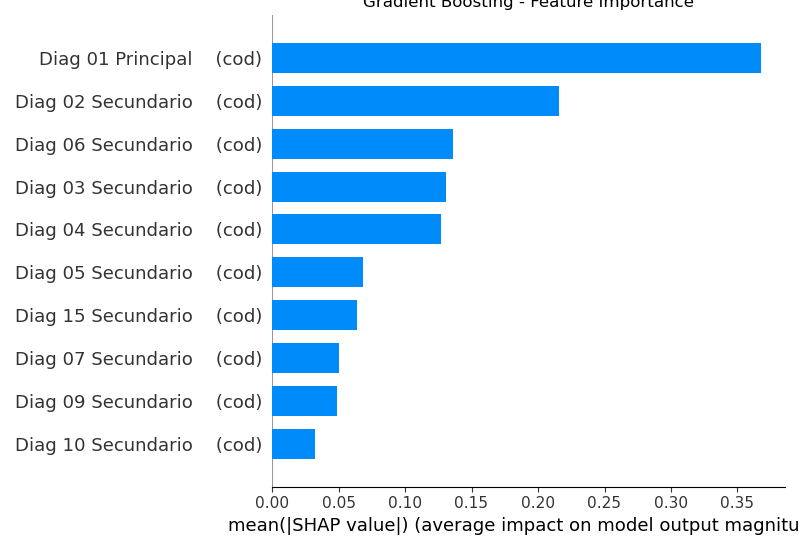 Gradient Boosting - Feature Importance
Diag 01 Principal (cod)
Diag 02 Secundario (cod)
Diag 06 Secundario (cod)
Diag 03 Secundario (cod)
Diag 04 Secundario (cod)
Diag 05 Secundario (cod)
Diag 15 Secundario (cod)
Diag 07 Secundario (cod)
Diag 09 Secundario (cod)
Diag 10 Secundario (cod)
0.00 0.05 0.10 0.15 0.20 0.25 0.30 0.35
mean(|SHAP value|) (average impact on model output magnitu